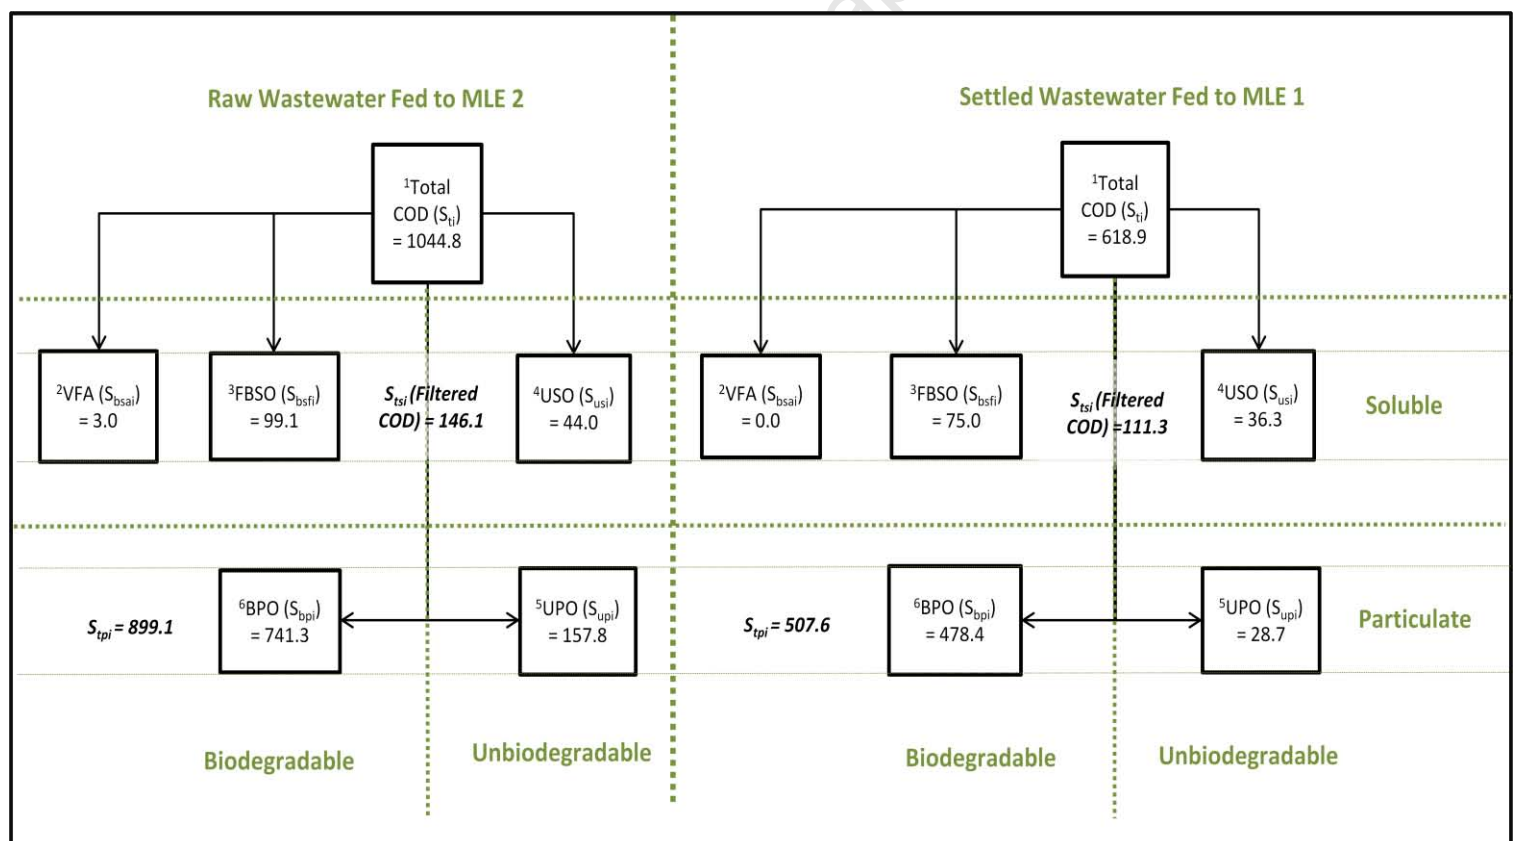 Raw Wastewater Fed to MLE 2
Settled Wastewater Fed to MLE 1
¹Total
COD (Sti)
= 1044.8
¹Total
COD (Sti)
= 618.9
²VFA (Sbsai)
= 3.0
³FBSO (Sbsfi)
= 99.1
Stsi (Filtered
COD) = 146.1
⁴USO (Susi)
= 44.0
²VFA (Sbsai)
= 0.0
³FBSO (Sbsfi)
= 75.0
Stsi (Filtered
COD) =111.3
⁴USO (Susi)
= 36.3
Soluble
Stpi = 899.1
⁶BPO (Sbpi)
= 741.3
⁵UPO (Supi)
= 157.8
Stpi = 507.6
⁶BPO (Sbpi)
= 478.4
⁵UPO (Supi)
= 28.7
Particulate
Biodegradable
Unbiodegradable
Biodegradable
Unbiodegradable